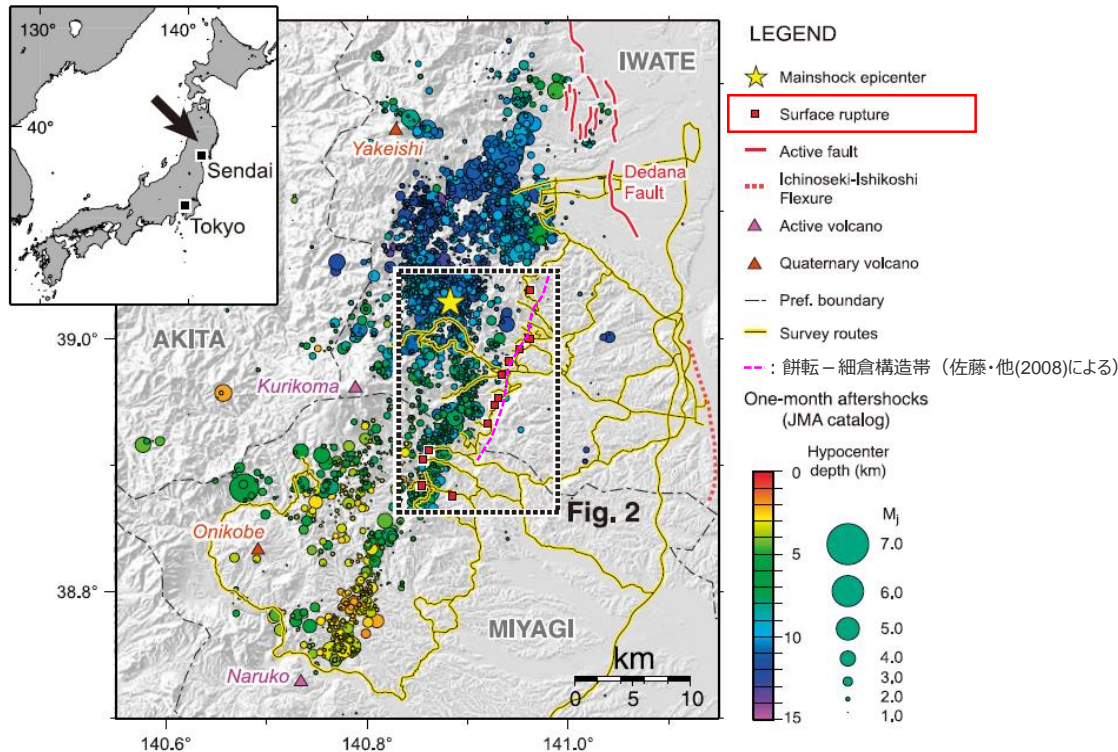 130°
140°
40°
Sendai
Tokyo
IWATE
Yakeishi
Dedana
Fault
AKITA
Kurikoma
Fig. 2
Onikobe
MIYAGI
Naruko
km
0 2 4 6 8 10
39.0°
38.8°
140.6°
140.8°
141.0°
LEGEND
Mainshock epicenter
Surface rupture
Active fault
Ichinoseki-Ishikoshi
Flexure
Active volcano
Quaternary volcano
Pref. boundary
Survey routes
:餅転－細倉構造帯（佐藤・他(2008)による）
One-month aftershocks
(JMA catalog)
Hypocenter
depth (km)
0
5
10
15
Mj
7.0
6.0
5.0
4.0
3.0
2.0
1.0